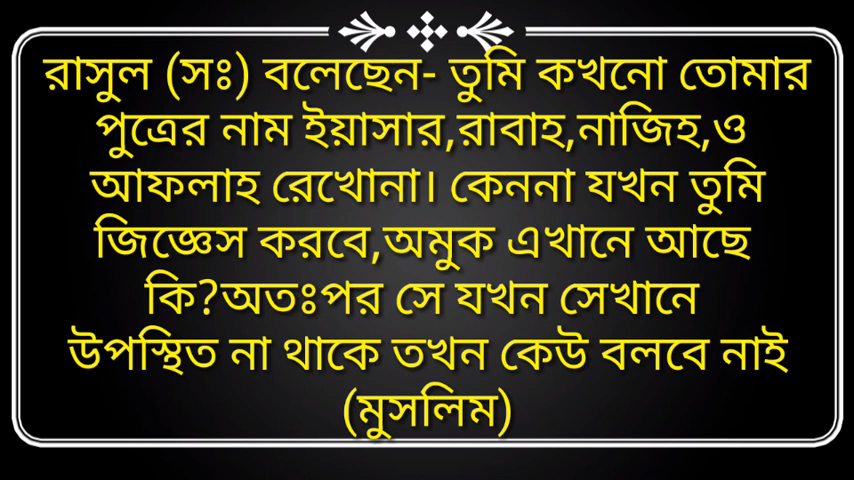 রাসুল (সঃ) বলেছেন- তুমি কখনো তোমার
পুত্রের নাম ইয়াসার,রাবাহ,নাজিহ,ও
আফলাহ রেখোনা। কেননা যখন তুমি
জিজ্ঞেস করবে,অমুক এখানে আছে
কি?অতঃপর সে যখন সেখানে
উপস্থিত না থাকে তখন কেউ বলবে নাই
(মুসলিম)